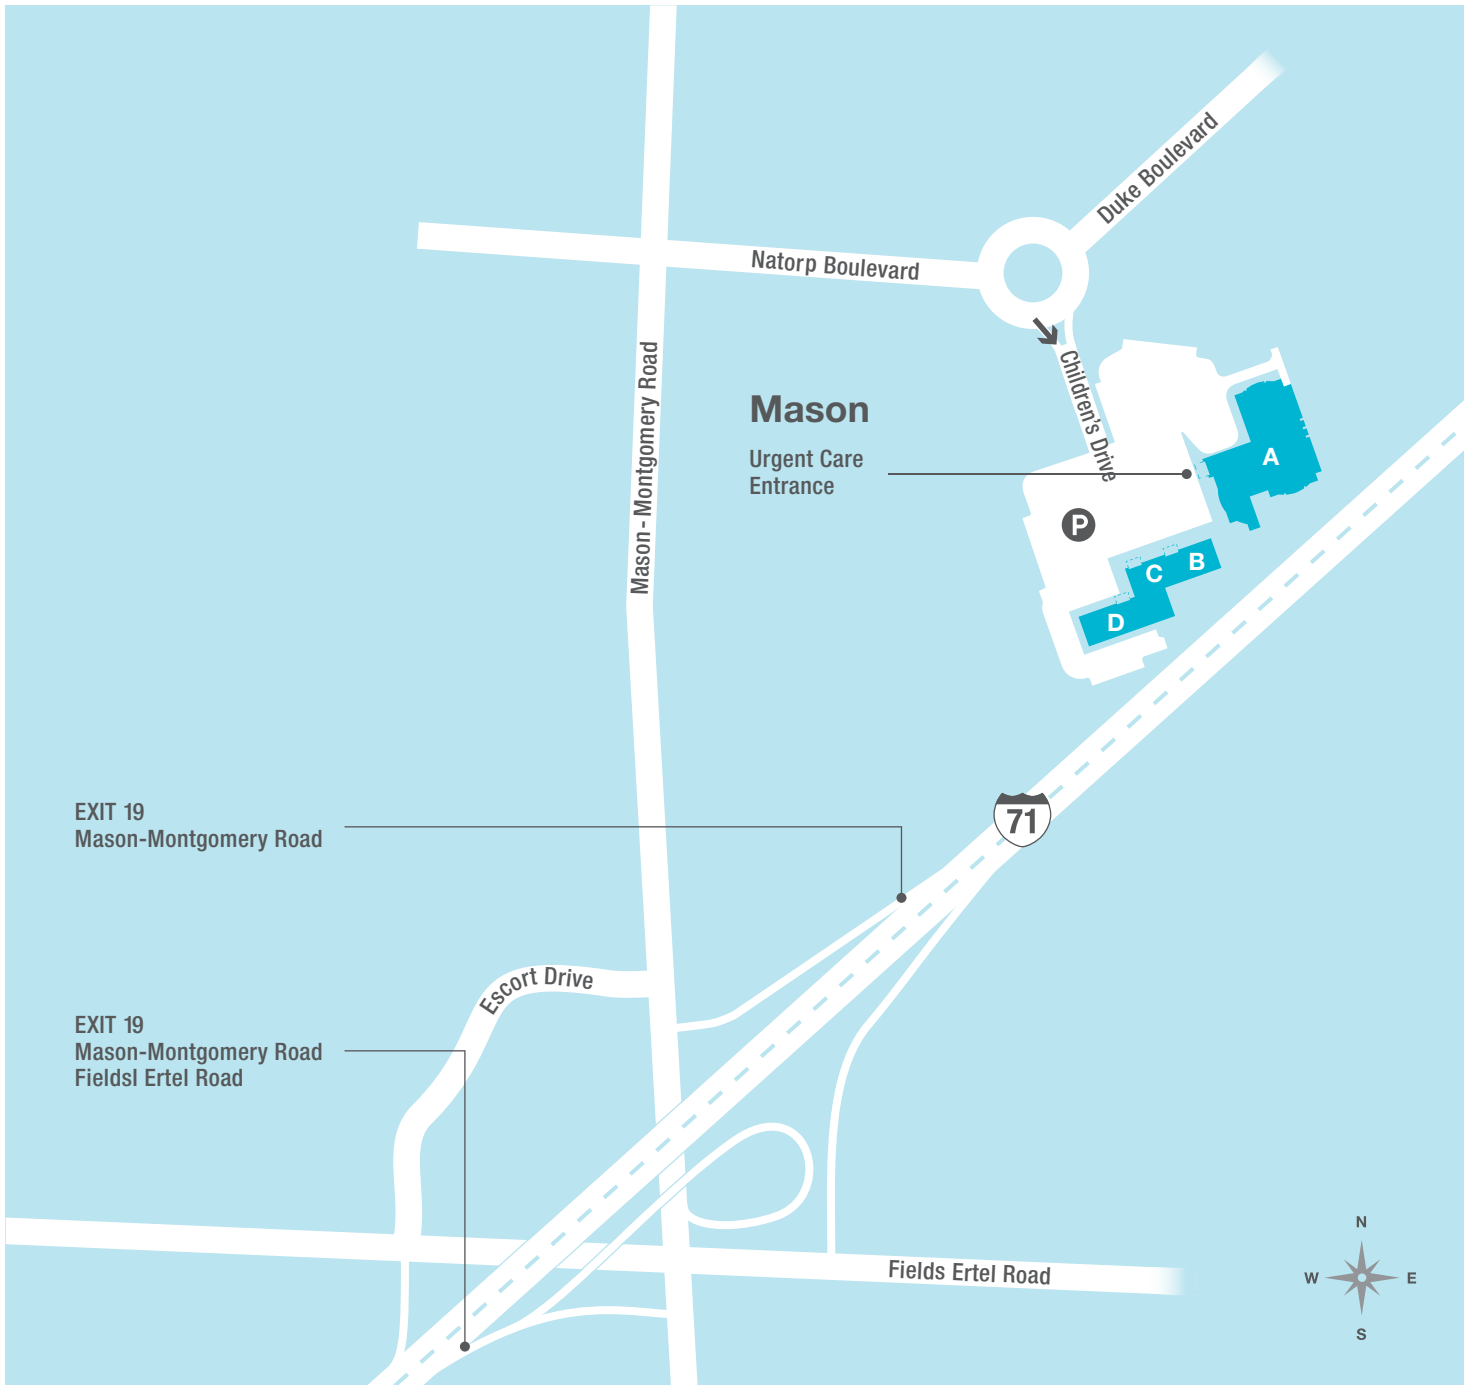 Duke Boulevard
Natorp Boulevard
Children's Drive
Mason - Montgomery Road
Mason
Urgent Care
Entrance
A
P
B
C
D
EXIT 19
Mason-Montgomery Road
71
Escort Drive
EXIT 19
Mason-Montgomery Road
Fieldsl Ertel Road
Fields Ertel Road
N
W
E
S